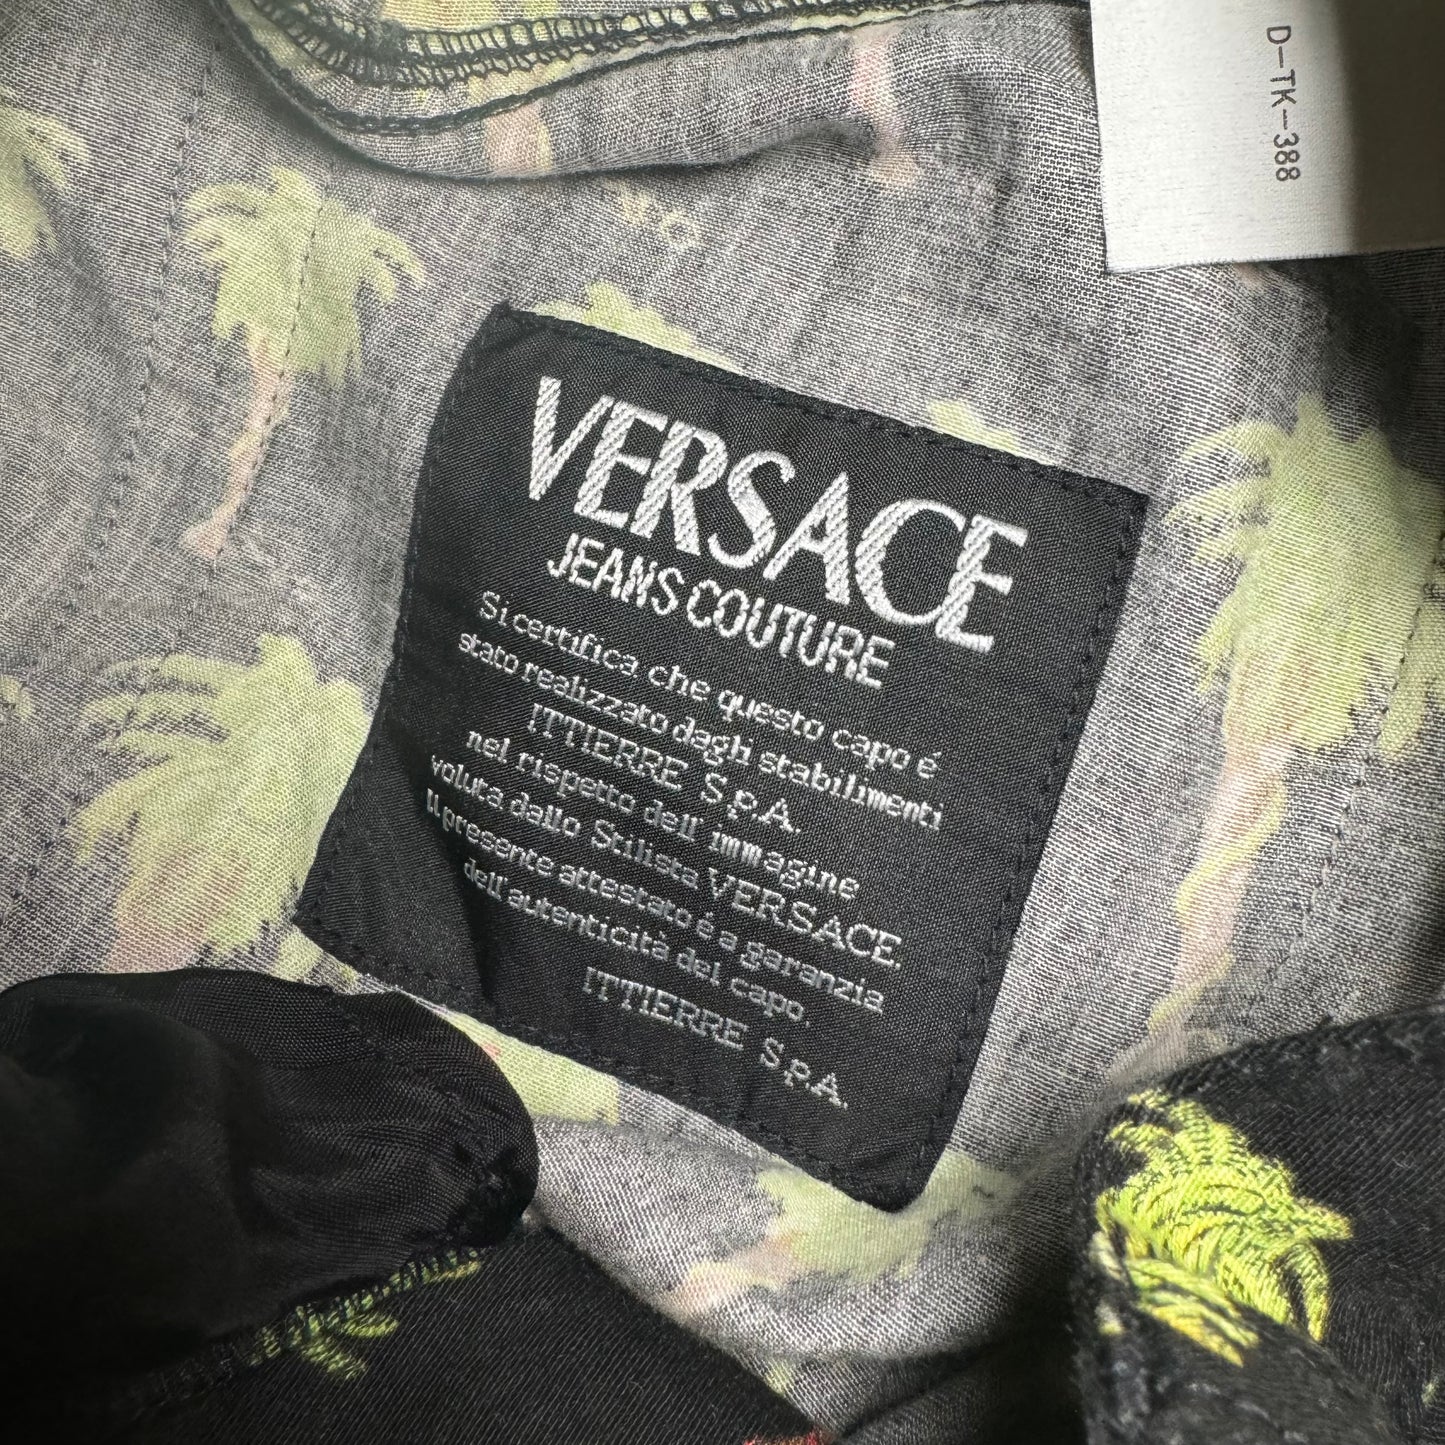 D—TK—388
VERSACE
JEANS COUTURE
Si certifica che questo capo é
stato realizzato dagli stabilimenti
ITTIERRE S.p.A.
nel rispetto dell'immagine
voluta dallo Stilista VERSACE.
Il presente attestato é a garanzia
dell'autenticità del capo.
ITTIERRE S.p.A.